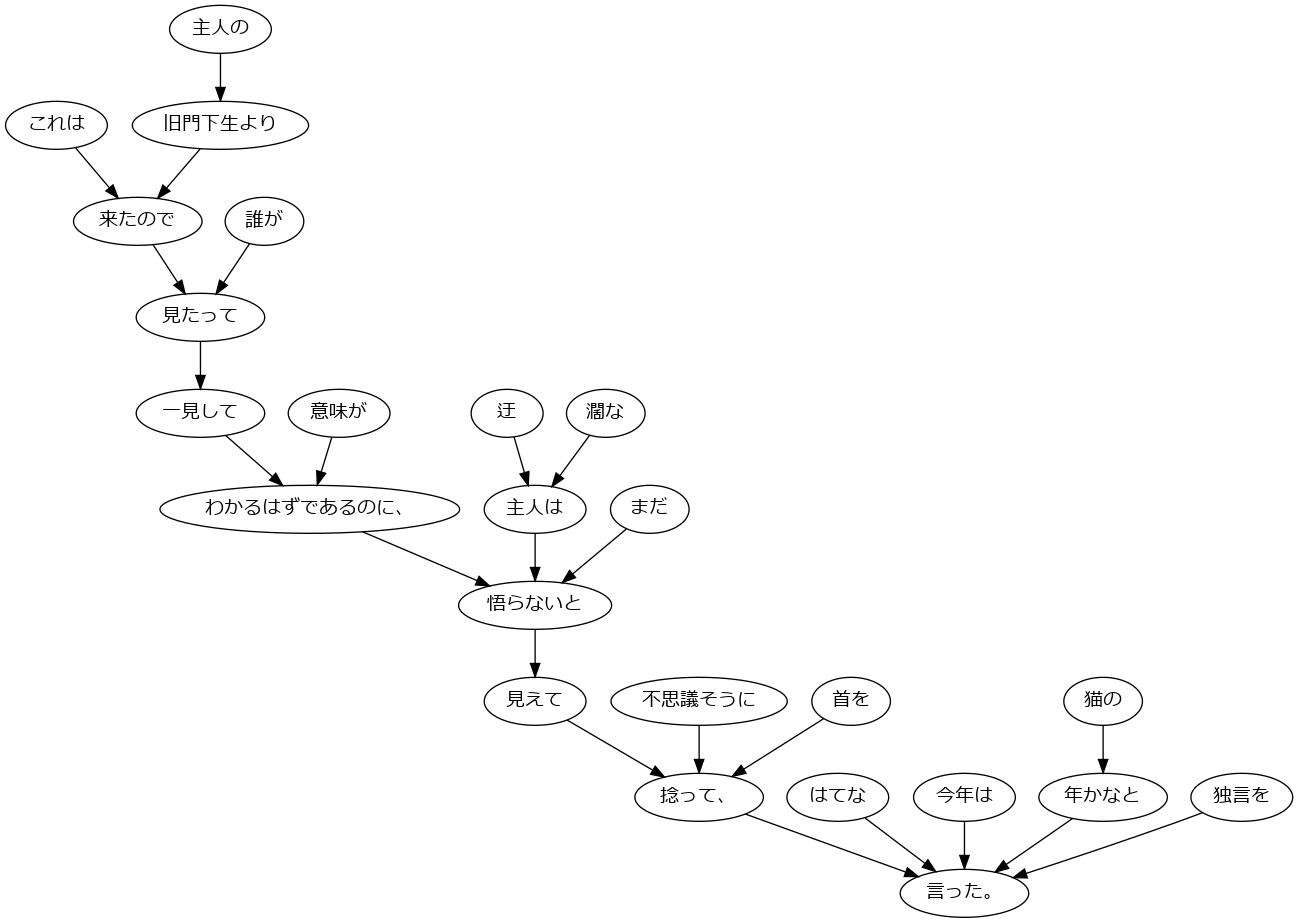 主人の
これは
旧門下生より
来たので
誰が
見たって
一見して
意味が
迂
濶な
わかるはずであるのに、
主人は
まだ
悟らないと
見えて
不思議そうに
首を
猫の
捻って、
はてな
今年は
年かなと
独言を
言った。